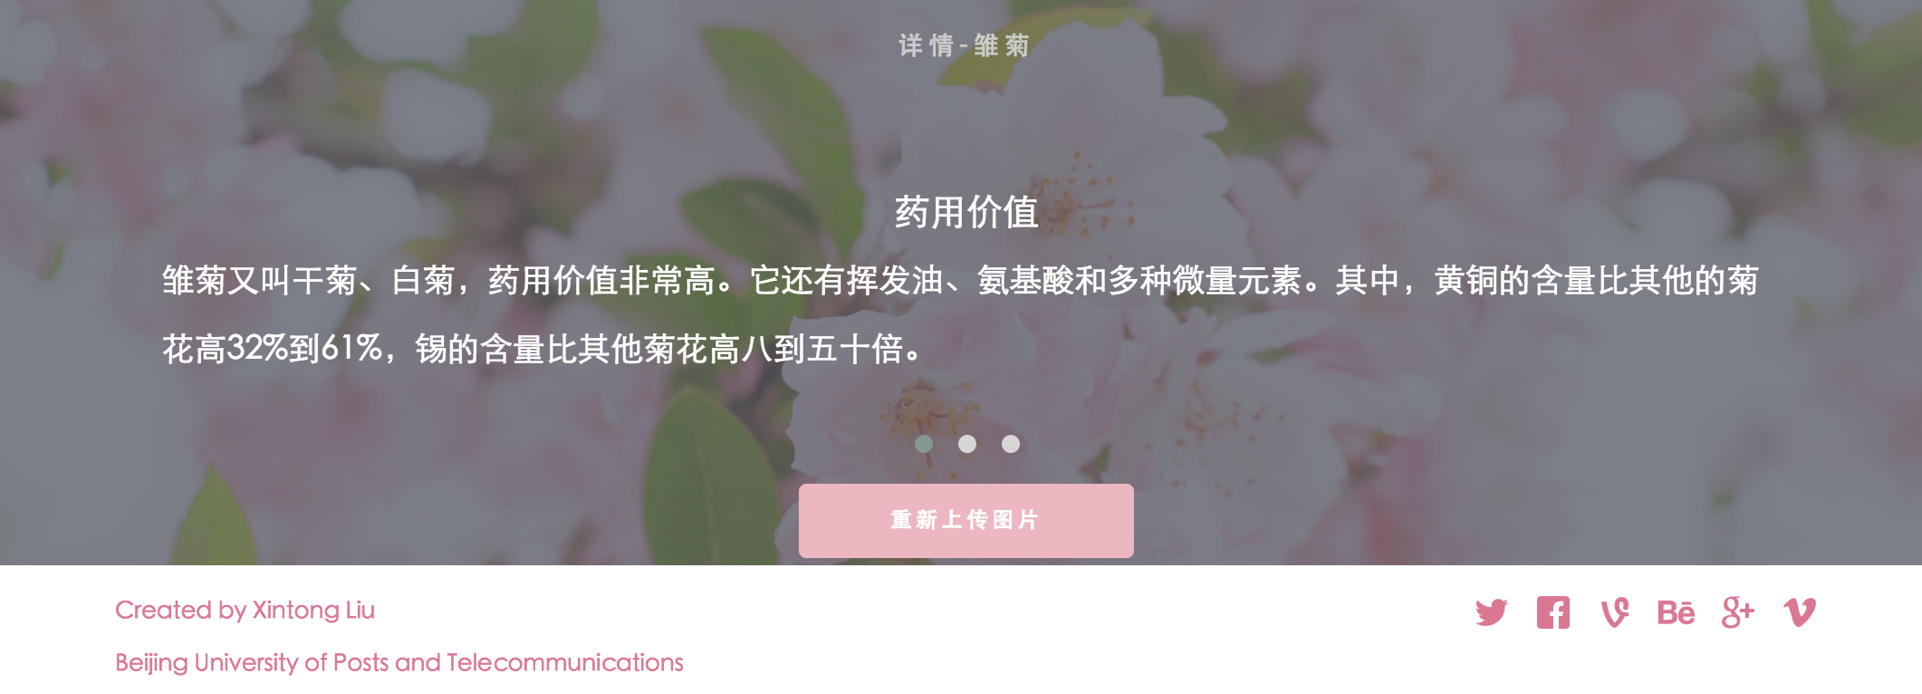 详情-雏菊
药用价值
雏菊又叫干菊、白菊，药用价值非常高。它还有挥发油、氨基酸和多种微量元素。其中，黄铜的含量比其他的菊
花高32%到61%，锡的含量比其他菊花高八到五十倍。
重新上传图片
Created by Xintong Liu
Bē g+
Beijing University of Posts and Telecommunications